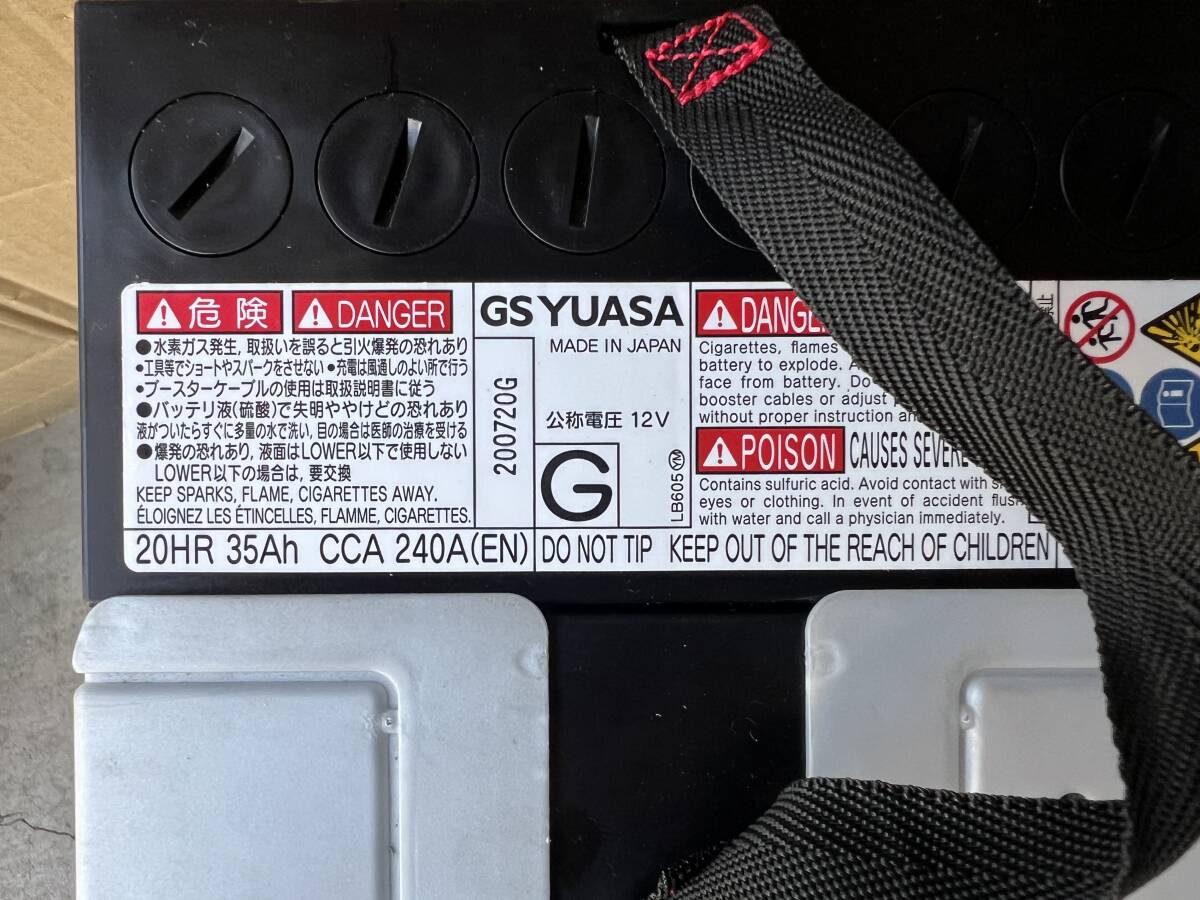 危険
DANGER
●水素ガス発生, 取扱いを誤ると引火爆発の恐れあり
•工具等でショートやスパークをさせない •充電は風通しのよい所で行う
•ブースターケーブルの使用は取扱説明書に従う
●バッテリ液(硫酸)で失明ややけどの恐れあり
液がついたらすぐに多量の水で洗い, 目の場合は医師の治療を受ける
●爆発の恐れあり, 液面はLOWER以下で使用しない
LOWER以下の場合は, 要交換
KEEP SPARKS, FLAME, CIGARETTES AWAY.
ÉLOIGNEZ LES ÉTINCELLES, FLAMME, CIGARETTES.
20HR 35Ah CCA 240A(EN)
200720G
GS YUASA
MADE IN JAPAN
公称電圧 12V
G
LB605 YM
DANGE
Cigarettes, flames
battery to explode.
face from battery. Do
booster cables or adjust
without proper instruction an
POISON
CAUSES SEVERE
Contains sulfuric acid. Avoid contact with
eyes or clothing. In event of accident flus
with water and call a physician immediately.
DO NOT TIP KEEP OUT OF THE REACH OF CHILDREN